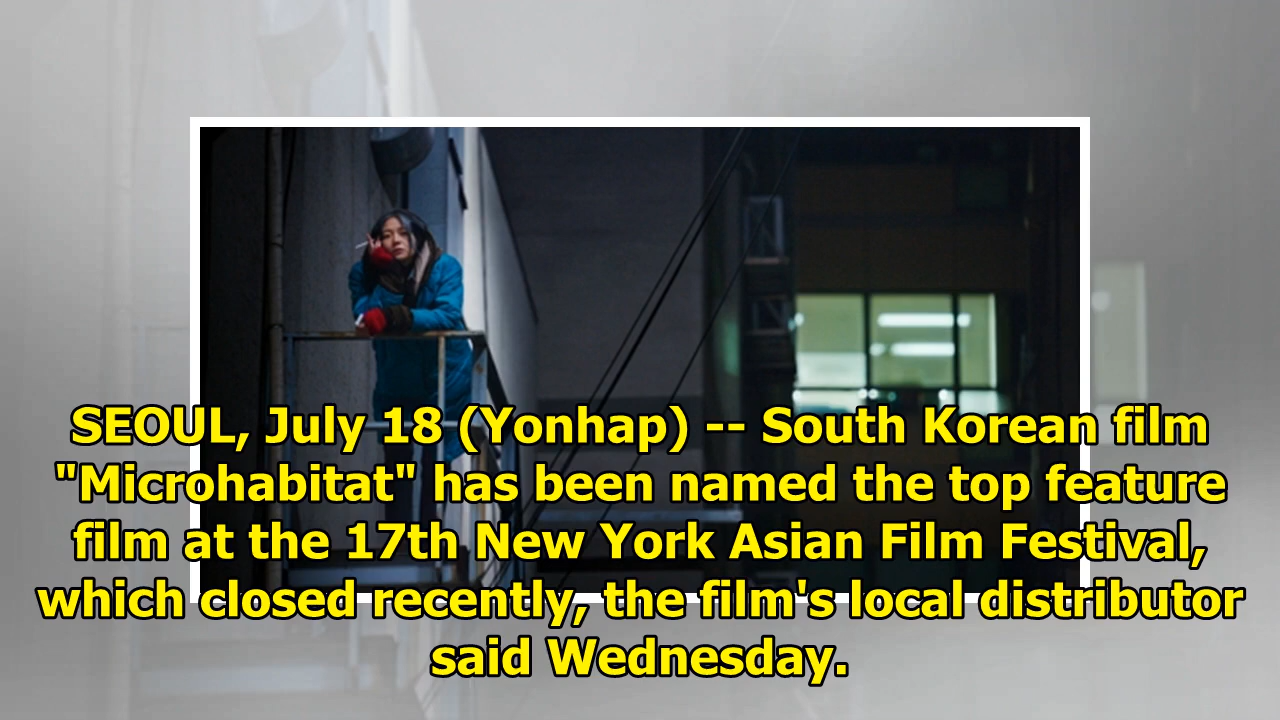 SEOUL, July 18 (Yonhap) -- South Korean film
"Microhabitat" has been named the top feature
film at the 17th New York Asian Film Festival,
which closed recently, the film's local distributor
said Wednesday.